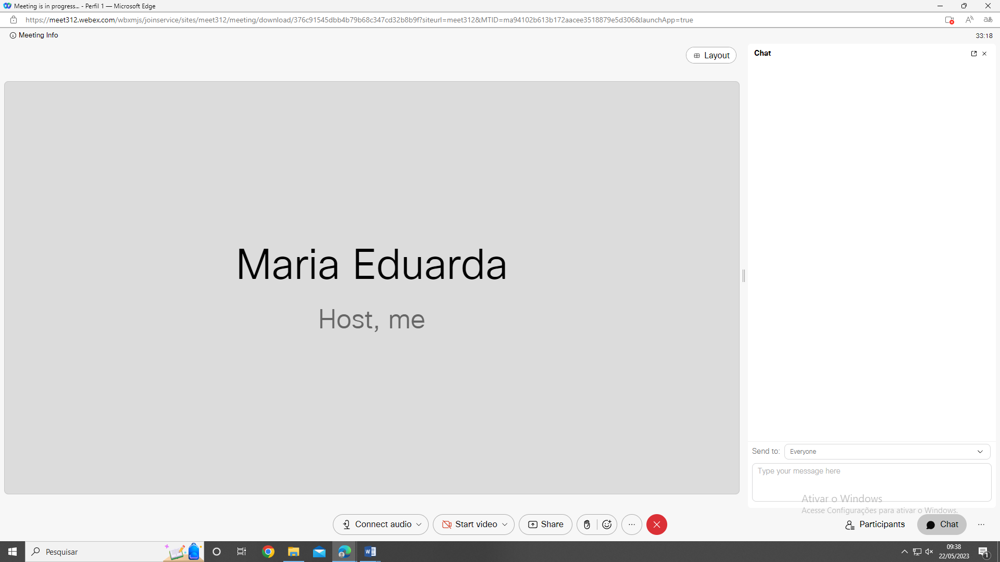 Meeting is in progress... - Perfil 1 — Microsoft Edge
https://meet312.webex.com/wbxmjs/joinservice/sites/meet312/meeting/download/376c91545dbb4b79b68c347cd32b8b9f?siteurl=meet312&MTID=ma94102b613b172aacee3518879e5d306&launchApp=true
Meeting Info
33:18
Layout
Chat
Maria Eduarda
Host, me
Send to: Everyone
Type your message here
Ativar o Windows
Acesse Configurações para ativar o Windows.
Connect audio
Start video
Share
Participants
Chat
Pesquisar
09:38
22/05/2023
1